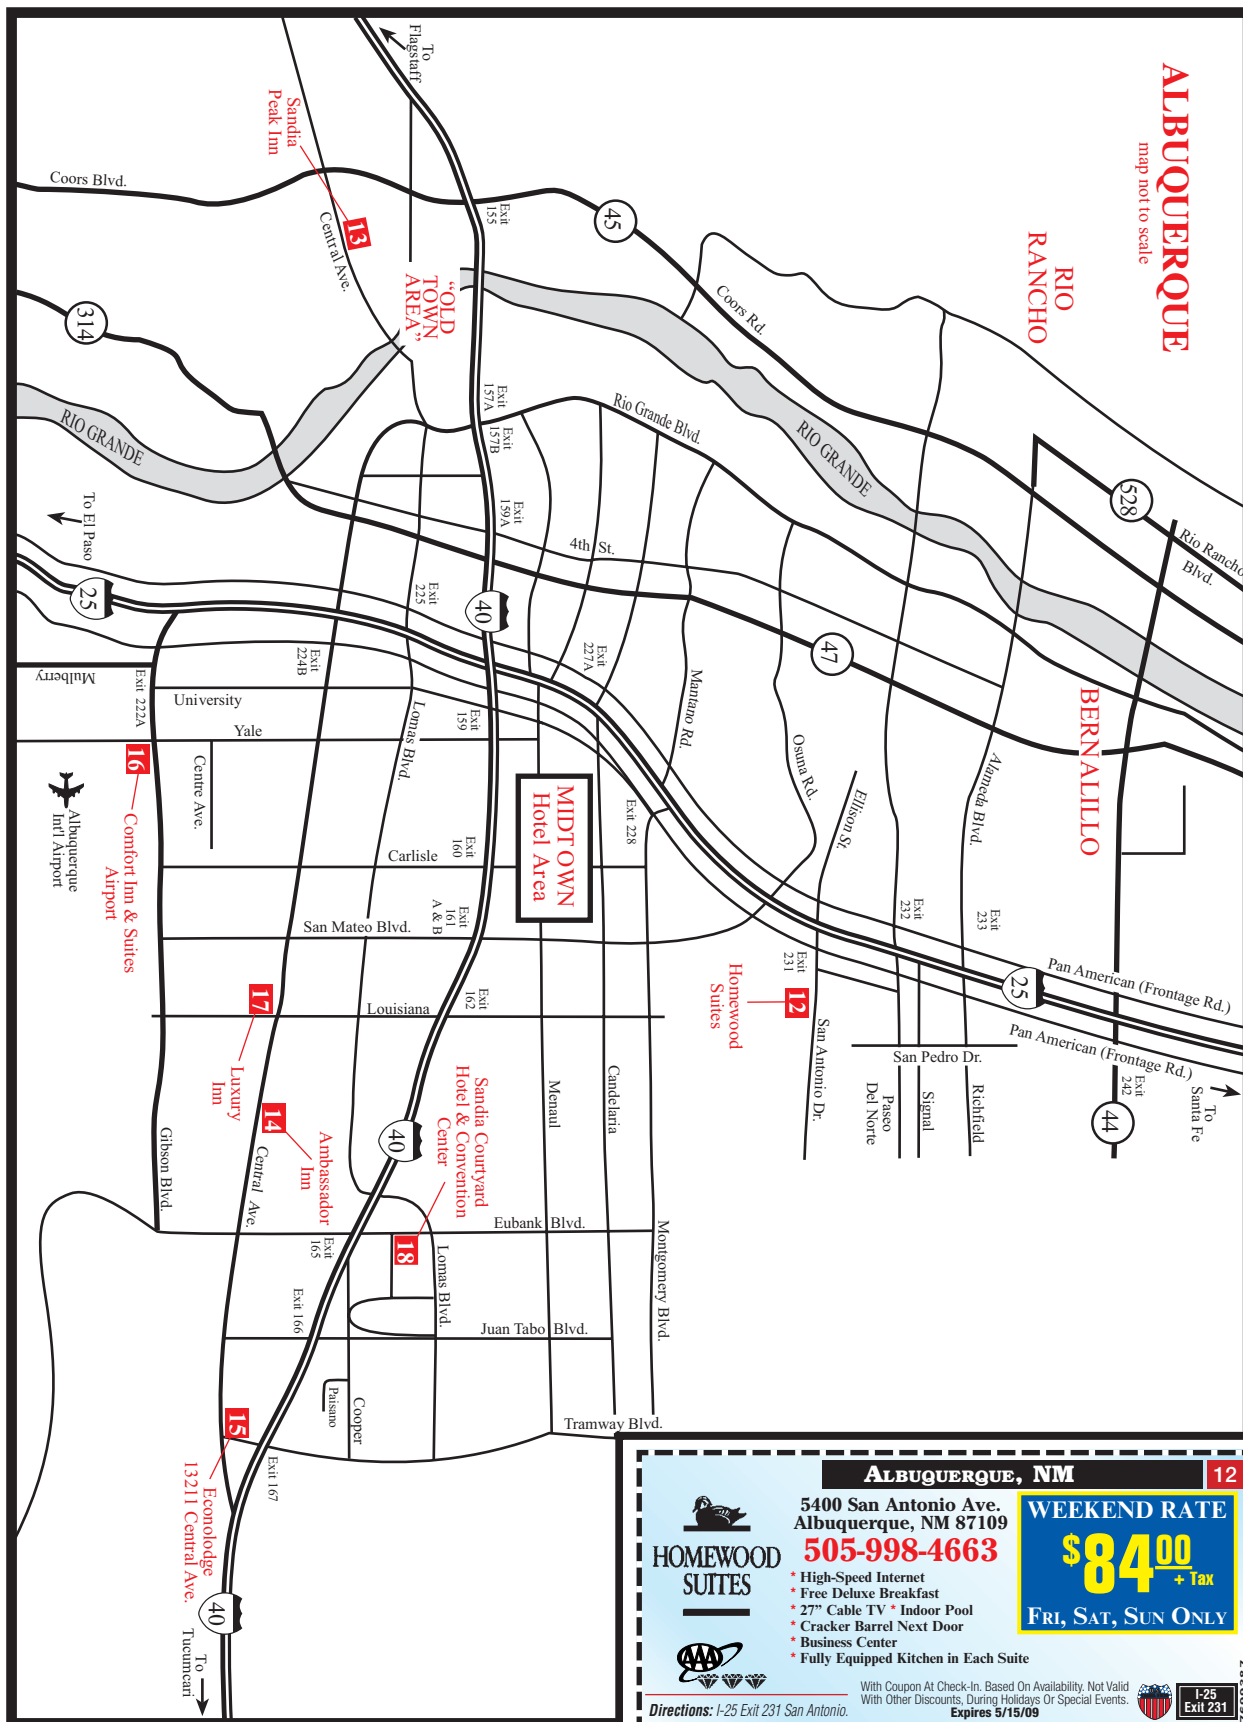 ALBUQUERQUE
map not to scale
To
Flagstaff
Sandia
Peak Inn
Coors Blvd.
13
Central Ave.
Exit
155
45
Coors Rd.
RIO
RANCHO
"OLD
TOWN
AREA"
314
RIO GRANDE
Exit
157A
Exit
157B
Rio Grande Blvd.
RIO GRANDE
528
Rio Rancho
Blvd.
To El Paso
Exit
159A
4th St.
25
Exit
225
40
Exit
227A
47
Mulberry
Exit 222A
Exit
224B
University
Yale
Lomas Blvd.
Exit
159
Mantano Rd.
Osuna Rd.
Ellison St.
Alameda Blvd.
BERNALILLO
16
Centre Ave.
Albuquerque
Int'l Airport
Comfort Inn & Suites
Airport
MIDTOWN
Hotel Area
Exit 228
Carlisle
Exit
160
San Mateo Blvd.
Exit
161
A & B
Exit
232
Exit
233
Exit
231
Homewood
Suites
12
25
Pan American (Frontage Rd.)
Pan American (Frontage Rd.)
17
Louisiana
Exit
162
San Antonio Dr.
San Pedro Dr.
Paseo
Del Norte
Signal
Richfield
Exit
242
44
To
Santa Fe
Luxury
Inn
14
Ambassador
Inn
Sandia Courtyard
Hotel & Convention
Center
40
Menaul
Candelaria
Gibson Blvd.
Central Ave.
Eubank Blvd.
Exit
165
18
Lomas Blvd.
Montgomery Blvd.
Exit 166
Juan Tabo Blvd.
Paisano
Cooper
Tramway Blvd.
15
Exit 167
Econolodge
13211 Central Ave.
40
To
Tucumcari
ALBUQUERQUE, NM
12
HOMEWOOD
SUITES
AAA
5400 San Antonio Ave.
Albuquerque, NM 87109
505-998-4663
* High-Speed Internet
* Free Deluxe Breakfast
* 27” Cable TV * Indoor Pool
* Cracker Barrel Next Door
* Business Center
* Fully Equipped Kitchen in Each Suite
WEEKEND RATE
$84.00
+ Tax
FRI, SAT, SUN ONLY
Directions: I-25 Exit 231 San Antonio.
With Coupon At Check-In. Based On Availability. Not Valid
With Other Discounts, During Holidays Or Special Events.
Expires 5/15/09
I-25
Exit 231